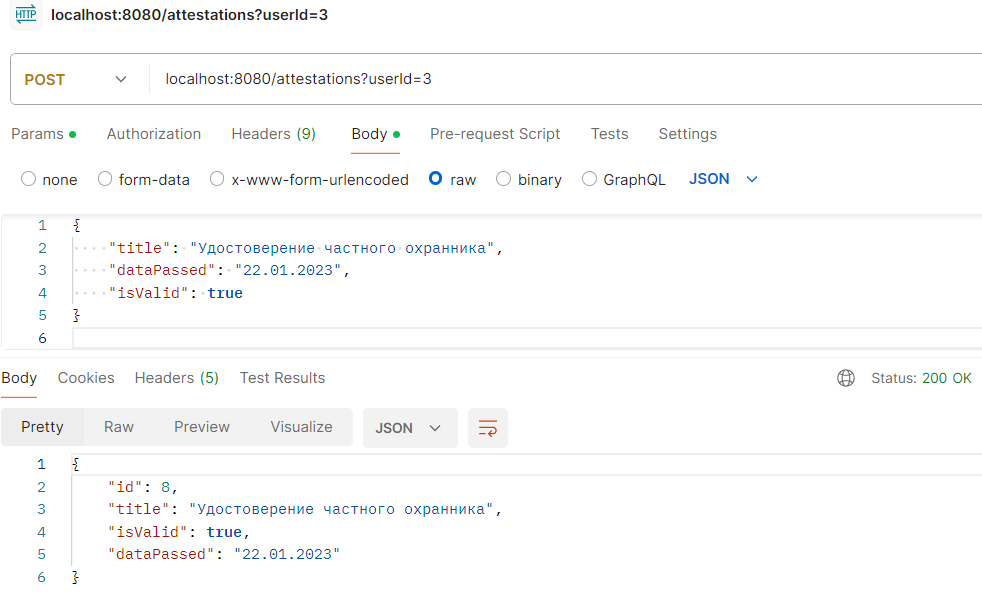 HTTP localhost:8080/attestations?userId=3
POST localhost:8080/attestations?userId=3
Params Authorization Headers (9) Body Pre-request Script Tests Settings
none form-data x-www-form-urlencoded raw binary GraphQL JSON
1 {
2 "title": "Удостоверение частного охранника",
3 "dataPassed": "22.01.2023",
4 "isValid": true
5 }
6
Body Cookies Headers (5) Test Results Status: 200 OK
Pretty Raw Preview Visualize JSON
1 {
2 "id": 8,
3 "title": "Удостоверение частного охранника",
4 "isValid": true,
5 "dataPassed": "22.01.2023"
6 }